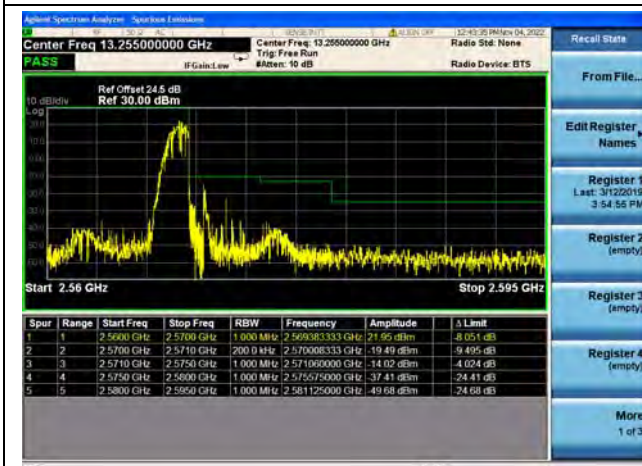 Agilent Spectrum Analyzer Spurious Emissions
Center Freq 13.255000000 GHz
Center Freq: 13.255000000 GHz
Trig: Free Run
#Atten: 10 dB
IFGain:Low
PASS
12:43:35 PM Nov 04, 2022
Radio Std: None
Radio Device: BTS
Ref Offset 24.5 dB
Ref 30.00 dBm
10 dB/div
Log
Start 2.56 GHz
Stop 2.595 GHz
Spur Range Start Freq Stop Freq RBW Frequency Amplitude Δ Limit
1 1 2.5600 GHz 2.5700 GHz 1.000 MHz 2.569383333 GHz 21.95 dBm -8.051 dB
2 2 2.5700 GHz 2.5710 GHz 200.0 kHz 2.570008333 GHz -19.49 dBm -9.495 dB
3 3 2.5710 GHz 2.5750 GHz 1.000 MHz 2.571060000 GHz -14.02 dBm -4.024 dB
4 4 2.5750 GHz 2.5800 GHz 1.000 MHz 2.575575000 GHz -37.41 dBm -24.41 dB
5 5 2.5800 GHz 2.5950 GHz 1.000 MHz 2.581125000 GHz -49.68 dBm -24.68 dB
Recall State
From File...
Edit Register
Names
Register 1
Last: 3/12/2019
3:54:55 PM
Register 2
(empty)
Register 3
(empty)
Register 4
(empty)
More
1 of 3